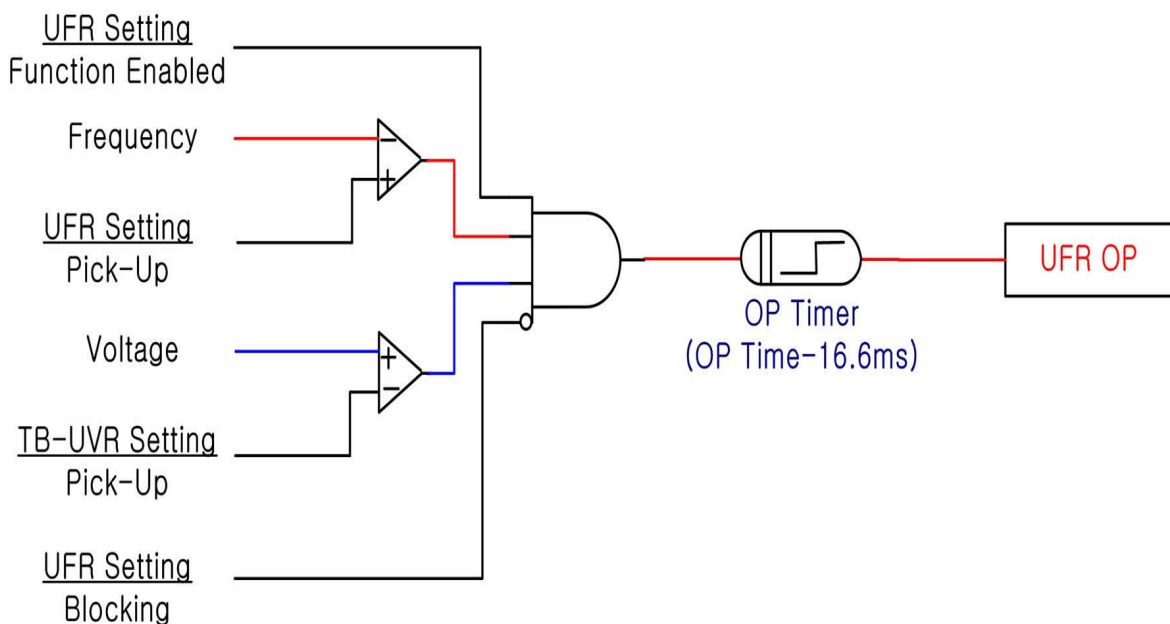 UFR Setting
Function Enabled
Frequency
UFR Setting
Pick-Up
Voltage
TB-UVR Setting
Pick-Up
UFR Setting
Blocking
OP Timer
(OP Time-16.6ms)
UFR OP